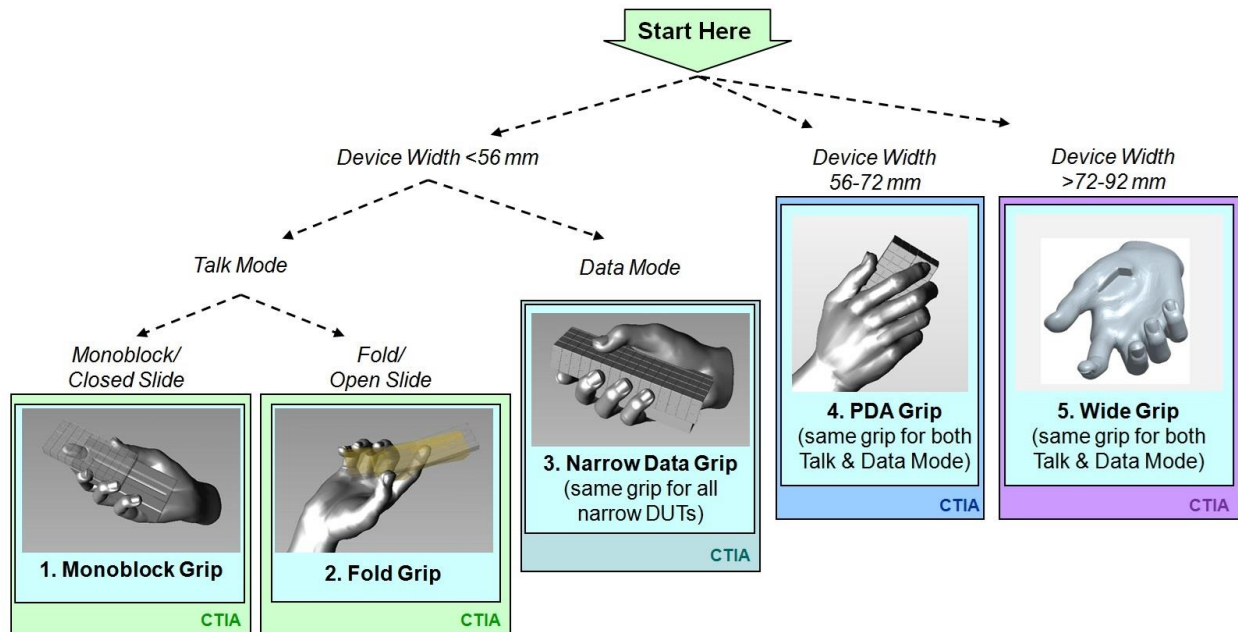 Start Here
Device Width <56 mm
Device Width
56-72 mm
Device Width
>72-92 mm
Talk Mode
Data Mode
Monoblock/
Closed Slide
Fold/
Open Slide
1. Monoblock Grip
CTIA
2. Fold Grip
CTIA
3. Narrow Data Grip
(same grip for all
narrow DUTs)
CTIA
4. PDA Grip
(same grip for both
Talk & Data Mode)
CTIA
5. Wide Grip
(same grip for both
Talk & Data Mode)
CTIA